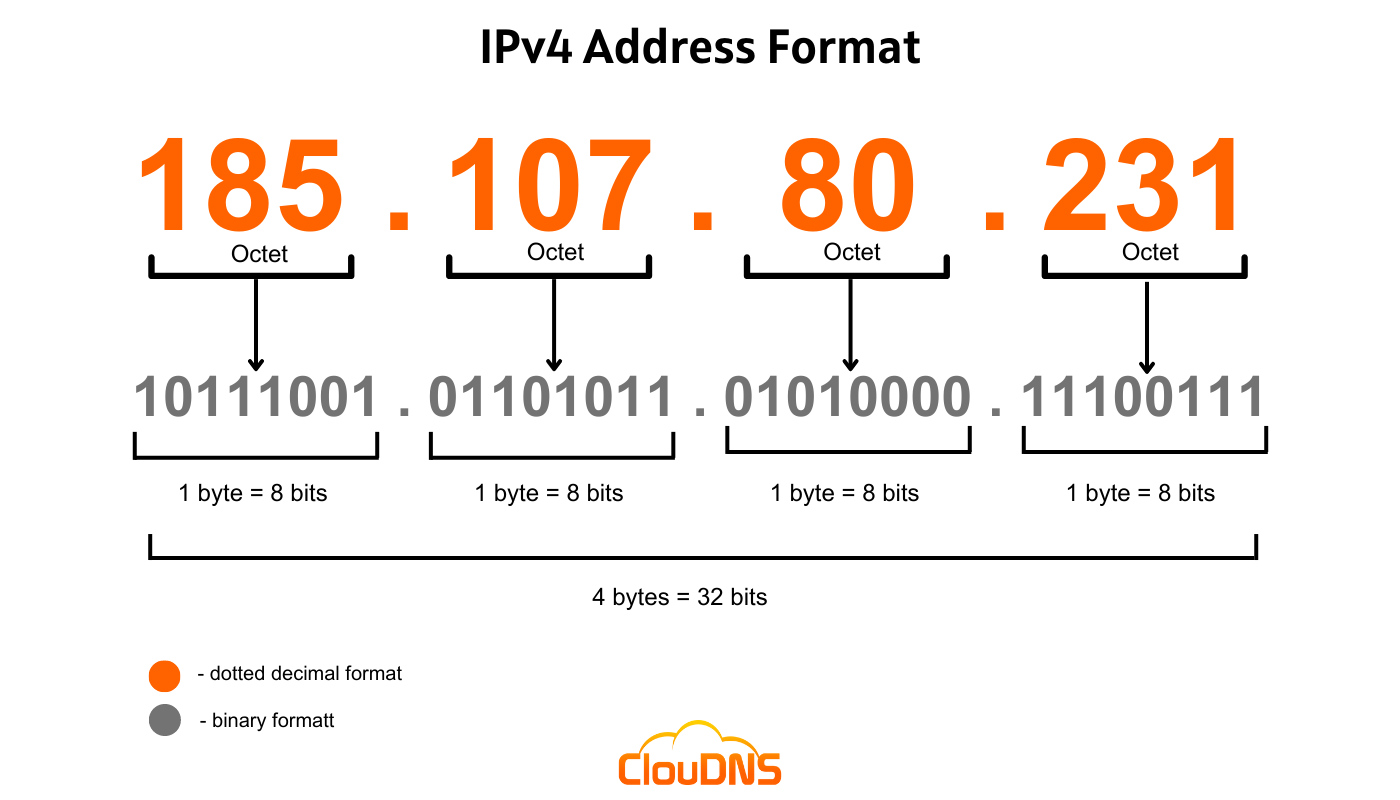 IPv4 Address Format
185 . 107 . 80 . 231
Octet Octet Octet Octet
10111001 . 01101011 . 01010000 . 11100111
1 byte = 8 bits 1 byte = 8 bits 1 byte = 8 bits 1 byte = 8 bits
4 bytes = 32 bits
- dotted decimal format
- binary formatt
ClouDNS